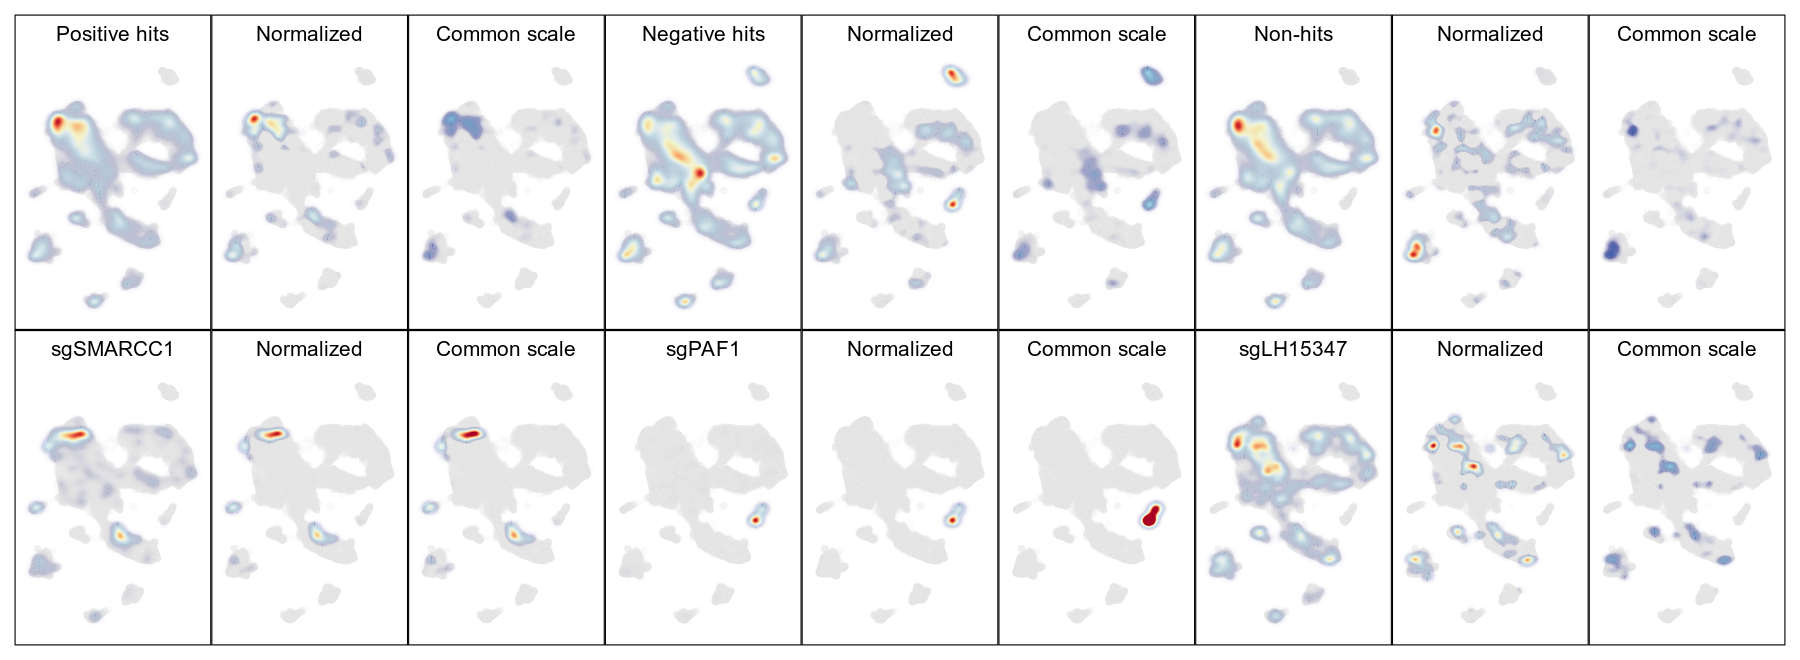 Positive hits
Normalized
Common scale
Negative hits
Normalized
Common scale
Non-hits
Normalized
Common scale
sgSMARCC1
Normalized
Common scale
sgPAF1
Normalized
Common scale
sgLH15347
Normalized
Common scale